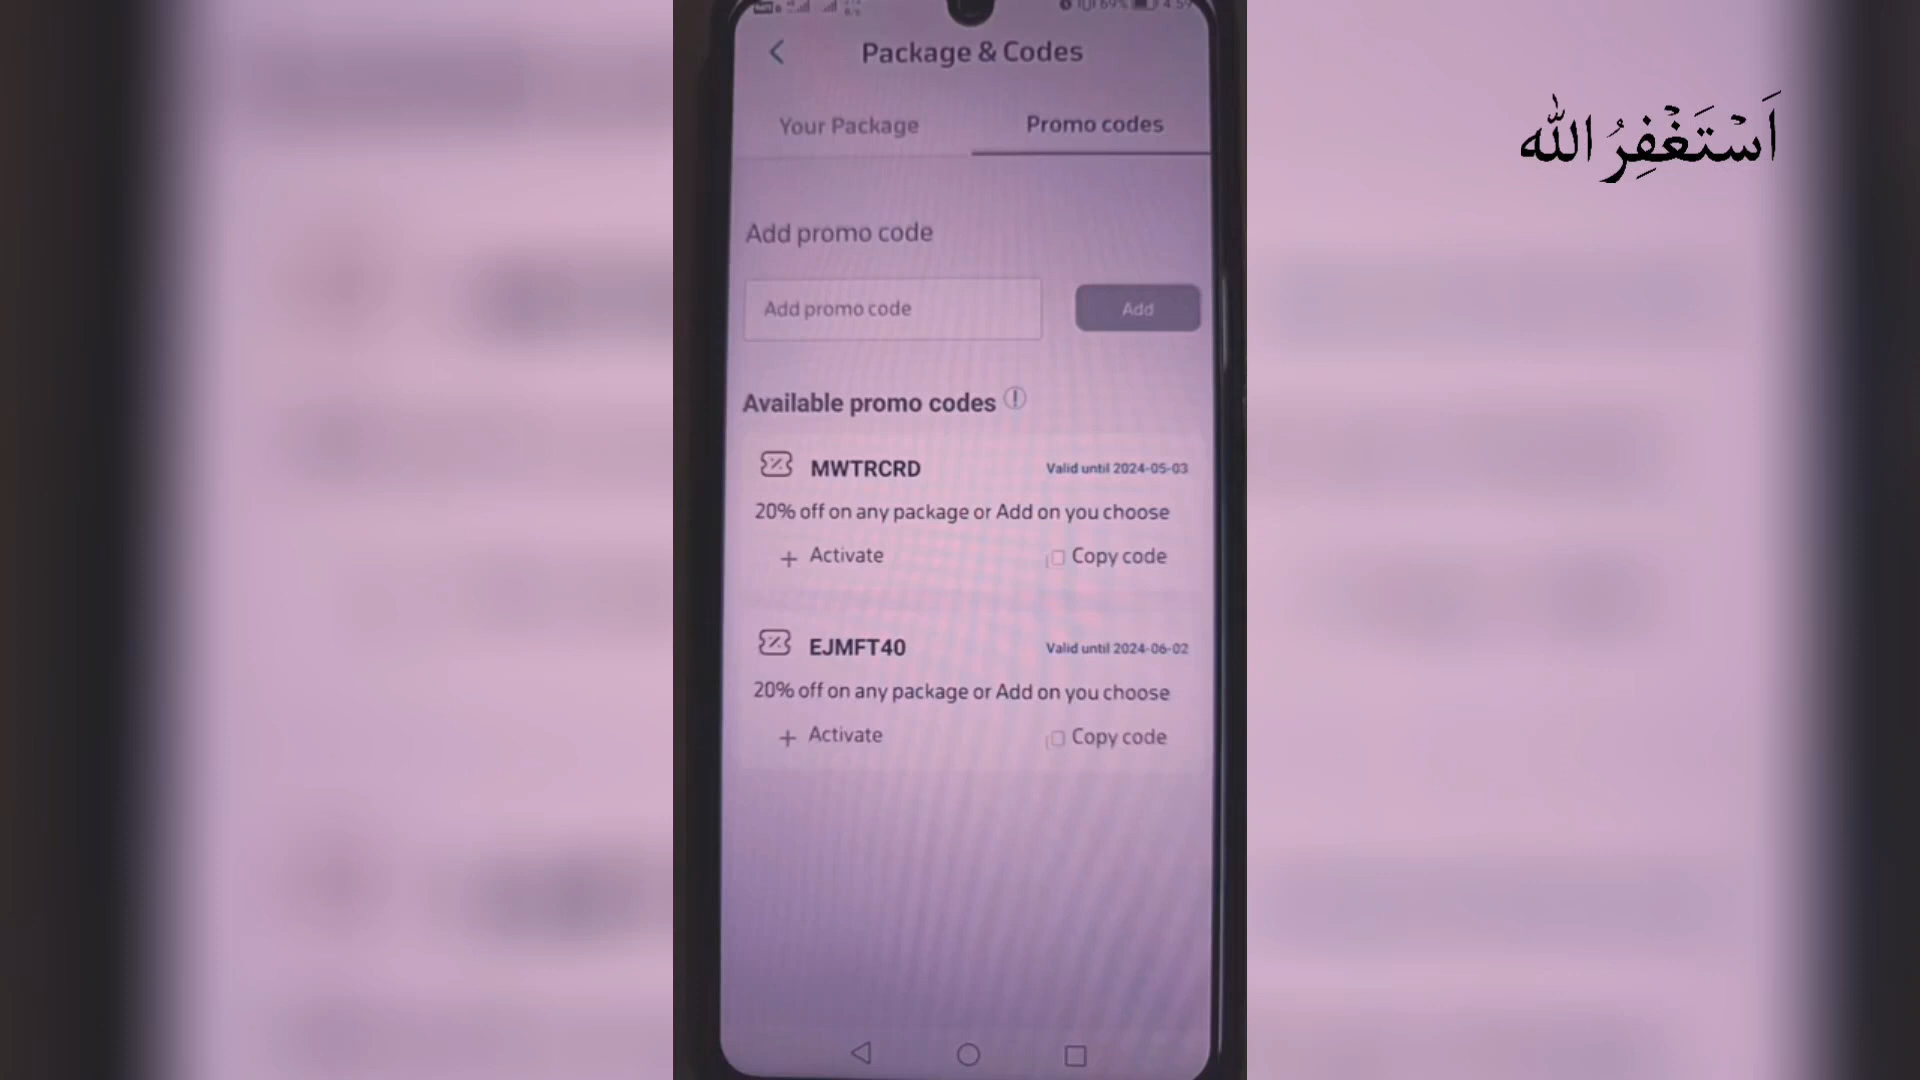 Package & Codes
Your Package
Promo codes
اَسْتَغْفِرُ اللّٰه
Add promo code
Add promo code
Add
Available promo codes
MWTRCRD
Valid until 2024-05-03
20% off on any package or Add on you choose
Activate
Copy code
EJMFT40
Valid until 2024-06-02
20% off on any package or Add on you choose
Activate
Copy code